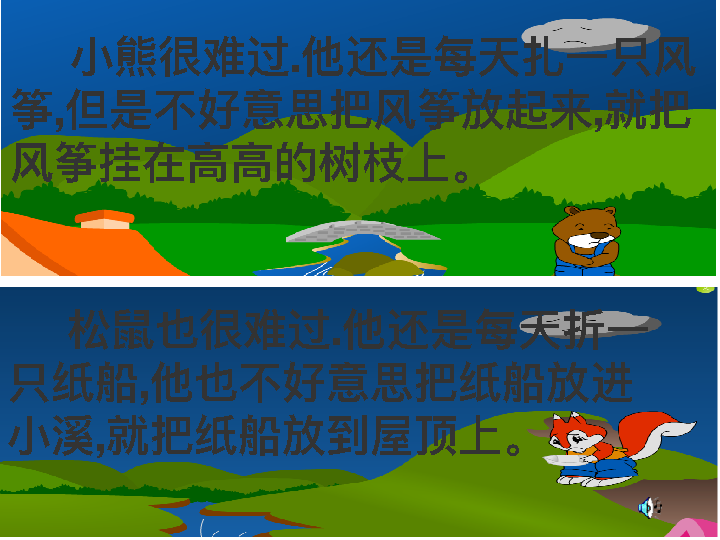 小熊很难过.他还是每天扎一只风
筝,但是不好意思把风筝放起来,就把
风筝挂在高高的树枝上。
松鼠也很难过.他还是每天折一
只纸船,他也不好意思把纸船放进
小溪,就把纸船放到屋顶上。